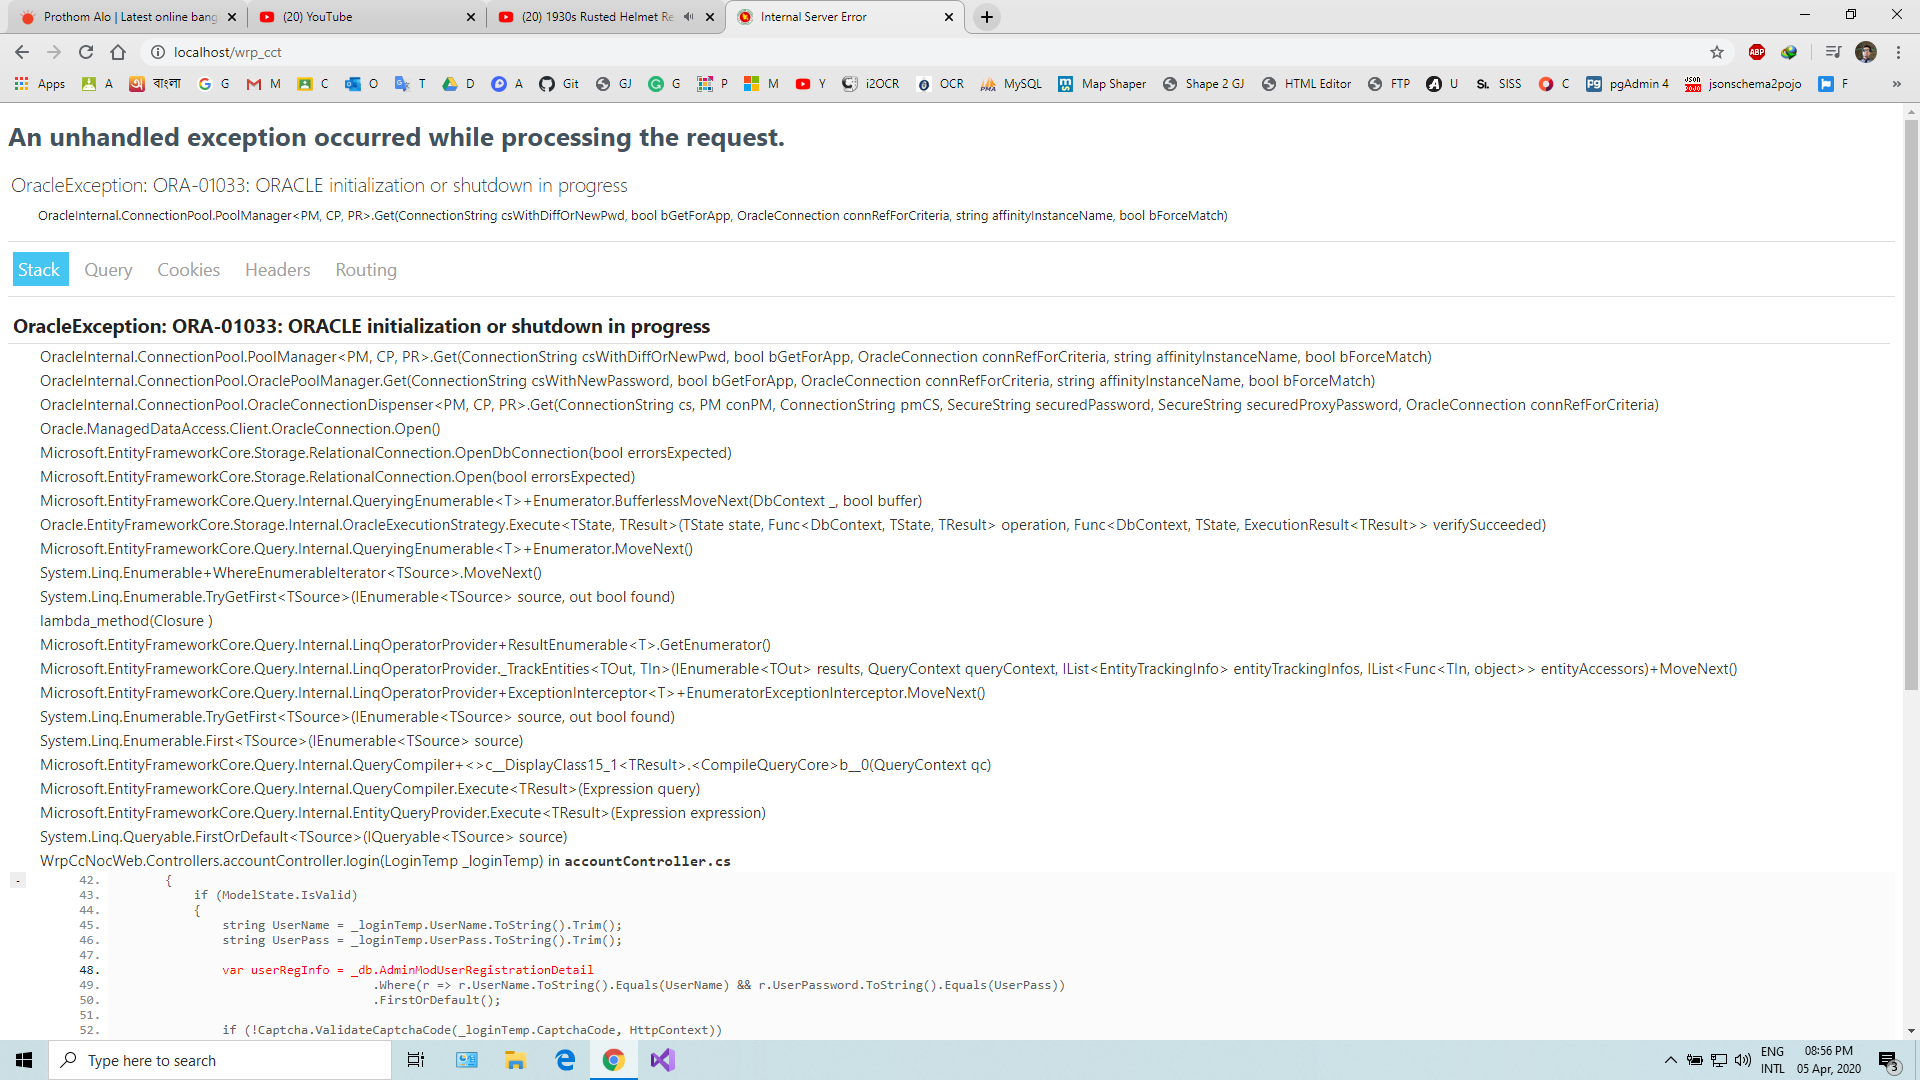 Prothom Alo | Latest online bang
(20) YouTube
(20) 1930s Rusted Helmet Re
Internal Server Error
localhost/wrp_cct
Apps A বাংলা G M C O T D A Git GJ G P M Y i2OCR OCR MySQL Map Shaper Shape 2 GJ HTML Editor FTP U SISS C pgAdmin 4 jsonschema2pojo F »
An unhandled exception occurred while processing the request.
OracleException: ORA-01033: ORACLE initialization or shutdown in progress
OracleInternal.ConnectionPool.PoolManager<PM, CP, PR>.Get(ConnectionString csWithDiffOrNewPwd, bool bGetForApp, OracleConnection connRefForCriteria, string affinityInstanceName, bool bForceMatch)
Stack Query Cookies Headers Routing
OracleException: ORA-01033: ORACLE initialization or shutdown in progress
OracleInternal.ConnectionPool.PoolManager<PM, CP, PR>.Get(ConnectionString csWithDiffOrNewPwd, bool bGetForApp, OracleConnection connRefForCriteria, string affinityInstanceName, bool bForceMatch)
OracleInternal.ConnectionPool.OraclePoolManager.Get(ConnectionString csWithNewPassword, bool bGetForApp, OracleConnection connRefForCriteria, string affinityInstanceName, bool bForceMatch)
OracleInternal.ConnectionPool.OracleConnectionDispenser<PM, CP, PR>.Get(ConnectionString cs, PM conPM, ConnectionString pmCS, SecureString securedPassword, SecureString securedProxyPassword, OracleConnection connRefForCriteria)
Oracle.ManagedDataAccess.Client.OracleConnection.Open()
Microsoft.EntityFrameworkCore.Storage.RelationalConnection.OpenDbConnection(bool errorsExpected)
Microsoft.EntityFrameworkCore.Storage.RelationalConnection.Open(bool errorsExpected)
Microsoft.EntityFrameworkCore.Query.Internal.QueryingEnumerable<T>+Enumerator.BufferlessMoveNext(DbContext _, bool buffer)
Oracle.EntityFrameworkCore.Storage.Internal.OracleExecutionStrategy.Execute<TState, TResult>(TState state, Func<DbContext, TState, TResult> operation, Func<DbContext, TState, ExecutionResult<TResult>> verifySucceeded)
Microsoft.EntityFrameworkCore.Query.Internal.QueryingEnumerable<T>+Enumerator.MoveNext()
System.Linq.Enumerable+WhereEnumerableIterator<TSource>.MoveNext()
System.Linq.Enumerable.TryGetFirst<TSource>(IEnumerable<TSource> source, out bool found)
lambda_method(Closure )
Microsoft.EntityFrameworkCore.Query.Internal.LinqOperatorProvider+ResultEnumerable<T>.GetEnumerator()
Microsoft.EntityFrameworkCore.Query.Internal.LinqOperatorProvider._TrackEntities<TOut, TIn>(IEnumerable<TOut> results, QueryContext queryContext, IList<EntityTrackingInfo> entityTrackingInfos, IList<Func<TIn, object>> entityAccessors)+MoveNext()
Microsoft.EntityFrameworkCore.Query.Internal.LinqOperatorProvider+ExceptionInterceptor<T>+EnumeratorExceptionInterceptor.MoveNext()
System.Linq.Enumerable.TryGetFirst<TSource>(IEnumerable<TSource> source, out bool found)
System.Linq.Enumerable.First<TSource>(IEnumerable<TSource> source)
Microsoft.EntityFrameworkCore.Query.Internal.QueryCompiler+<>c__DisplayClass15_1<TResult>.<CompileQueryCore>b__0(QueryContext qc)
Microsoft.EntityFrameworkCore.Query.Internal.QueryCompiler.Execute<TResult>(Expression query)
Microsoft.EntityFrameworkCore.Query.Internal.EntityQueryProvider.Execute<TResult>(Expression expression)
System.Linq.Queryable.FirstOrDefault<TSource>(IQueryable<TSource> source)
WrpCcNocWeb.Controllers.accountController.login(LoginTemp _loginTemp) in accountController.cs
- 42. {
43. if (ModelState.IsValid)
44. {
45. string UserName = _loginTemp.UserName.ToString().Trim();
46. string UserPass = _loginTemp.UserPass.ToString().Trim();
47.
48. var userRegInfo = _db.AdminModUserRegistrationDetail
49. .Where(r => r.UserName.ToString().Equals(UserName) && r.UserPassword.ToString().Equals(UserPass))
50. .FirstOrDefault();
51.
52. if (!Captcha.ValidateCaptchaCode(_loginTemp.CaptchaCode, HttpContext))
Type here to search
ENG
INTL
08:56 PM
05 Apr, 2020
3